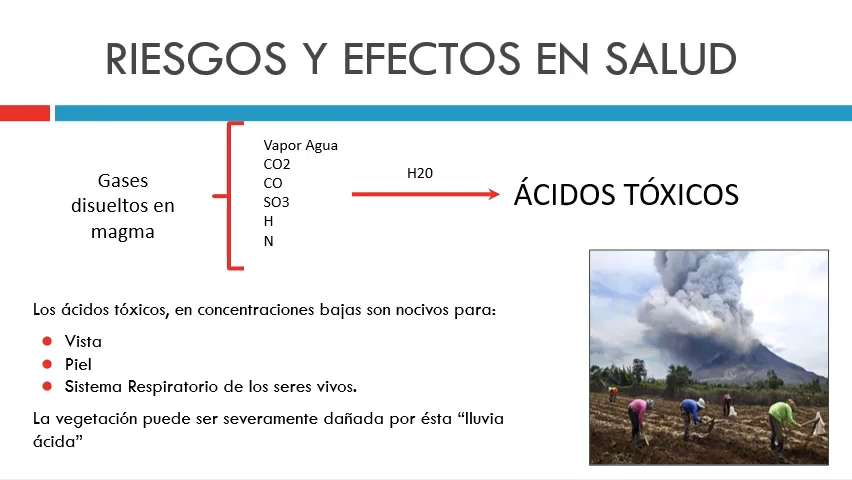 RIESGOS Y EFECTOS EN SALUD
Gases
disueltos en
magma
Vapor Agua
CO2
CO
SO3
H
N
H20
ÁCIDOS TÓXICOS
Los ácidos tóxicos, en concentraciones bajas son nocivos para:
Vista
Piel
Sistema Respiratorio de los seres vivos.
La vegetación puede ser severamente dañada por ésta “lluvia
ácida”